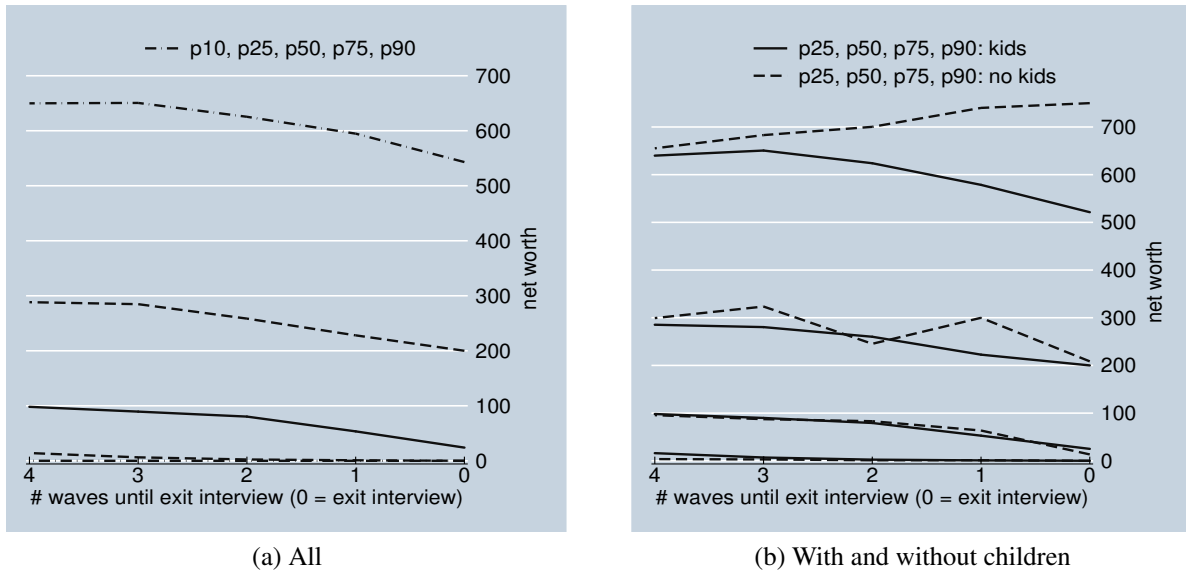 p10, p25, p50, p75, p90
700
600
500
400
300
200
100
0
net worth
4 3 2 1 0
# waves until exit interview (0 = exit interview)
(a) All
p25, p50, p75, p90: kids
p25, p50, p75, p90: no kids
700
600
500
400
300
200
100
0
net worth
4 3 2 1 0
# waves until exit interview (0 = exit interview)
(b) With and without children